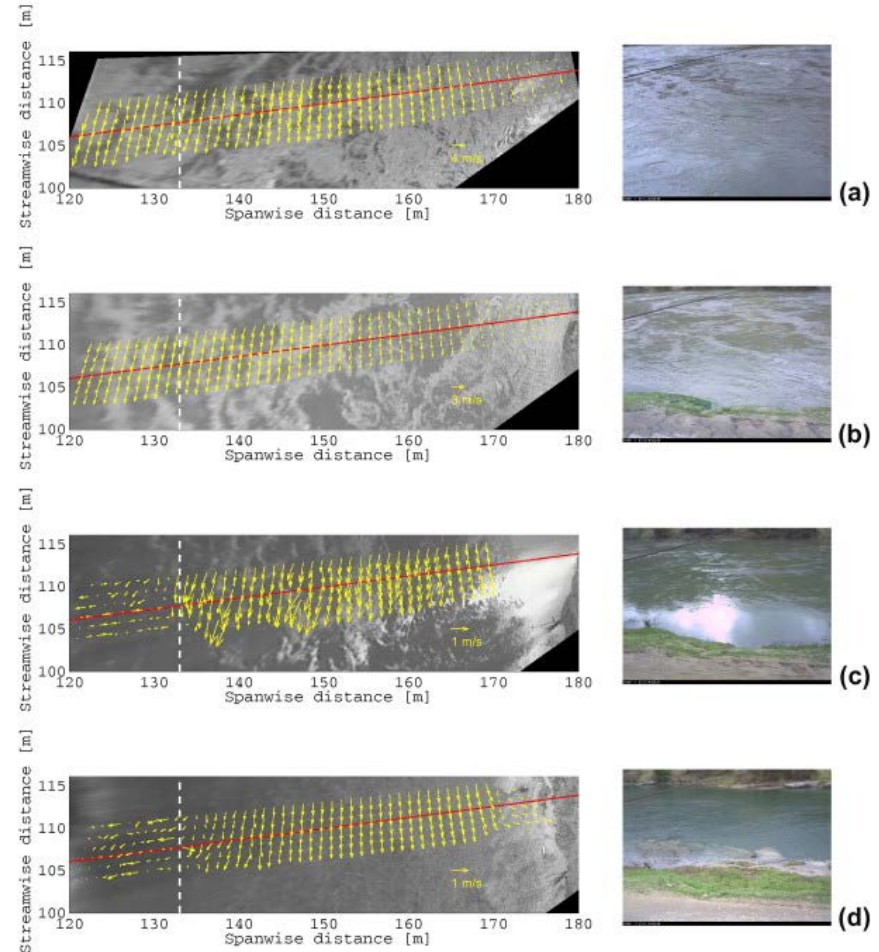 Streamwise distance [m]
115
110
105
100
120 130 140 150 160 170 180
Spanwise distance [m]
4 m/s
(a)
Streamwise distance [m]
115
110
105
100
120 130 140 150 160 170 180
Spanwise distance [m]
3 m/s
(b)
Streamwise distance [m]
115
110
105
100
120 130 140 150 160 170 180
Spanwise distance [m]
1 m/s
(c)
Streamwise distance [m]
115
110
105
100
120 130 140 150 160 170 180
Spanwise distance [m]
1 m/s
(d)